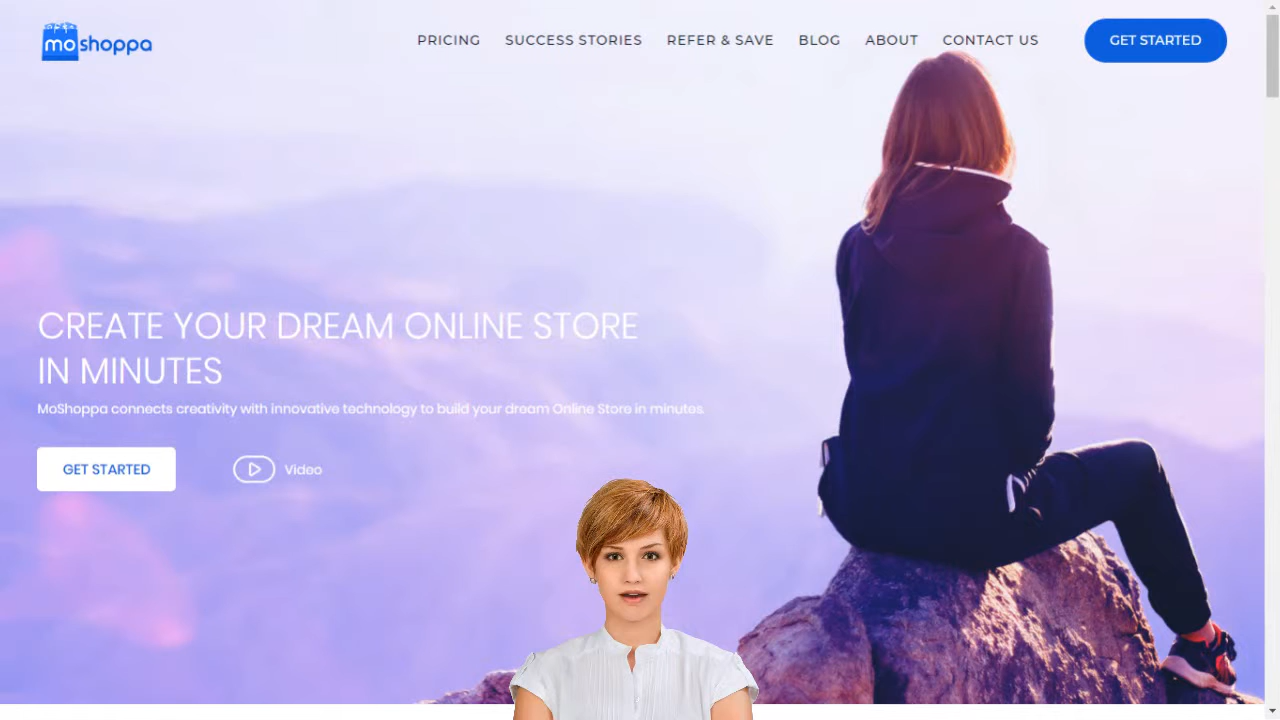 moshoppa
PRICING SUCCESS STORIES REFER & SAVE BLOG ABOUT CONTACT US GET STARTED
CREATE YOUR DREAM ONLINE STORE
IN MINUTES
MoShoppa connects creativity with innovative technology to build your dream Online Store in minutes.
GET STARTED Video